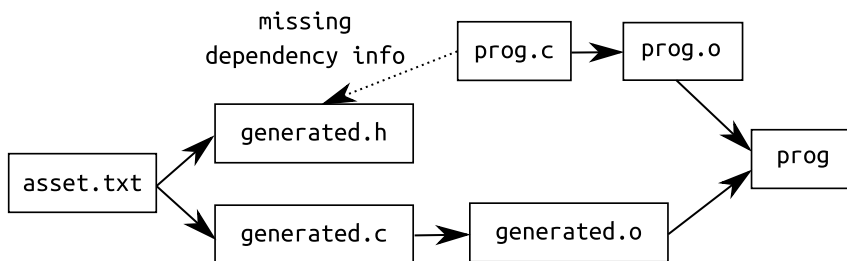 missing
dependency info
prog.c
prog.o
generated.h
prog
asset.txt
generated.c
generated.o